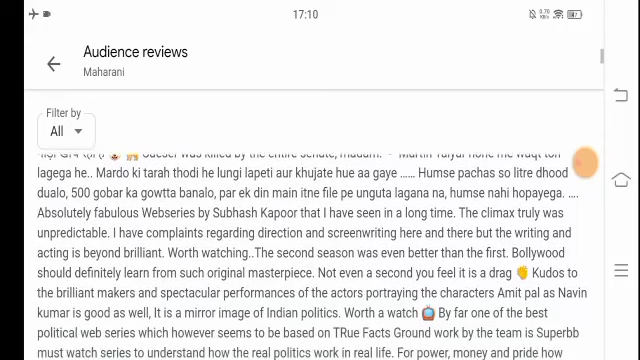 17:10
Audience reviews
Maharani
Filter by
All
Caeser was killed by the entire senate, madam.
lagega he.. Mardo ki tarah thodi he lungi lapeti aur khujate hue aa gaye ...... Humse pachas so litre dhood
dualo, 500 gobar ka gowtta banalo, par ek din main itne file pe unguta lagana na, humse nahi hopayega. ....
Absolutely fabulous Webseries by Subhash Kapoor that I have seen in a long time. The climax truly was
unpredictable. I have complaints regarding direction and screenwriting here and there but the writing and
acting is beyond brilliant. Worth watching...The second season was even better than the first. Bollywood
should definitely learn from such original masterpiece. Not even a second you feel it is a drag 👏 Kudos to
the brilliant makers and spectacular performances of the actors portraying the characters Amit pal as Navin
kumar is good as well, It is a mirror image of Indian politics. Worth a watch 📺 By far one of the best
political web series which however seems to be based on TRue Facts Ground work by the team is Superbb
must watch series to understand how the real politics work in real life. For power, money and pride how